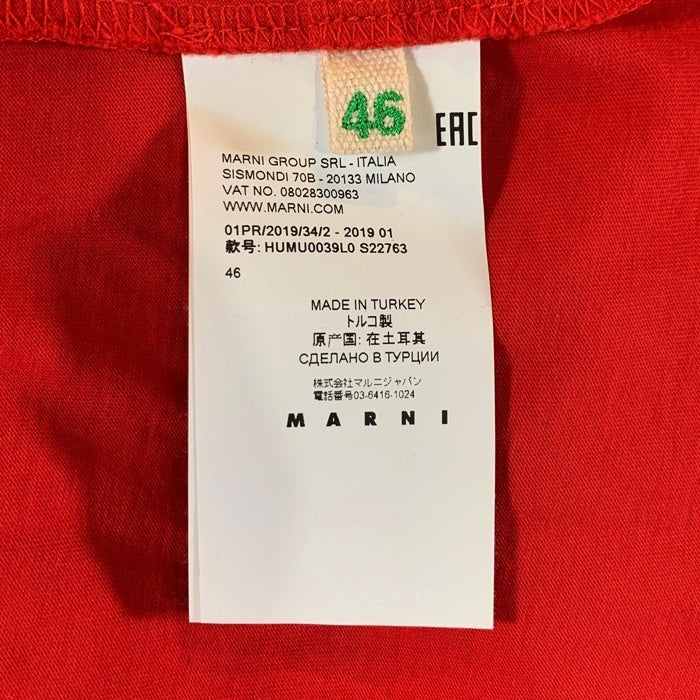 46
EAC
MARNI GROUP SRL - ITALIA
SISMONDI 70B - 20133 MILANO
VAT NO. 08028300963
WWW.MARNI.COM
01PR/2019/34/2 - 2019 01
款号: HUMU0039L0 S22763
46
MADE IN TURKEY
トルコ製
原产国: 在土耳其
СДЕЛАНО В ТУРЦИИ
株式会社マルニジャパン
電話番号03-6416-1024
MARNI